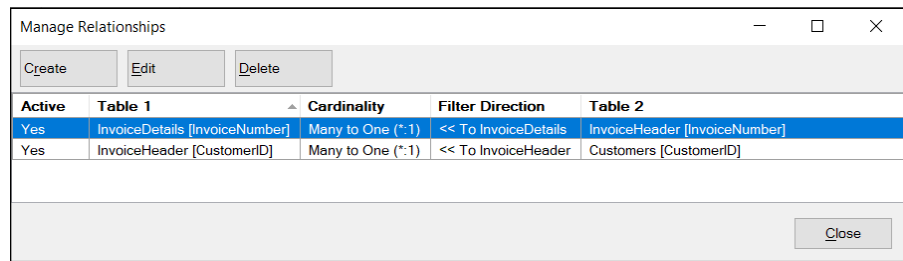 Manage Relationships
Create Edit Delete
Active Table 1 Cardinality Filter Direction Table 2
Yes InvoiceDetails [InvoiceNumber] Many to One (*:1) << To InvoiceDetails InvoiceHeader [InvoiceNumber]
Yes InvoiceHeader [CustomerID] Many to One (*:1) << To InvoiceHeader Customers [CustomerID]
Close